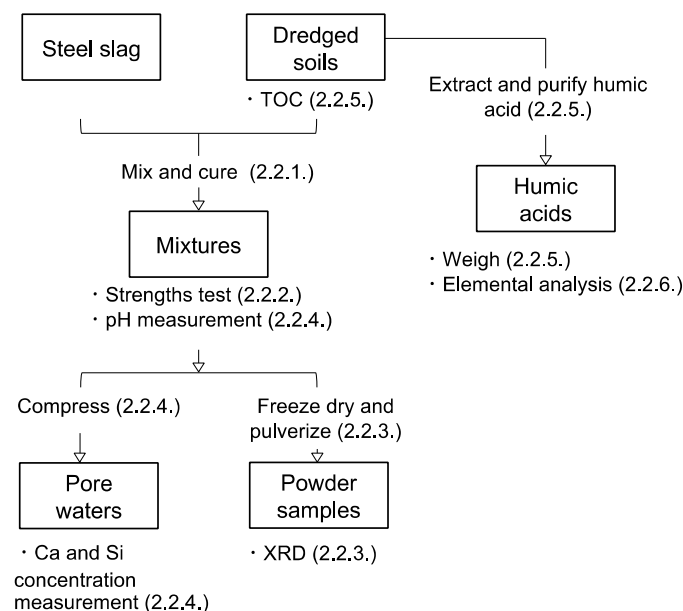 Steel slag
Dredged
soils
・TOC (2.2.5.)
Extract and purify humic
acid (2.2.5.)
Mix and cure (2.2.1.)
Humic
acids
Mixtures
・Weigh (2.2.5.)
・Elemental analysis (2.2.6.)
・Strengths test (2.2.2.)
・pH measurement (2.2.4.)
Compress (2.2.4.)
Freeze dry and
pulverize (2.2.3.)
Pore
waters
Powder
samples
・Ca and Si
concentration
measurement (2.2.4.)
・XRD (2.2.3.)